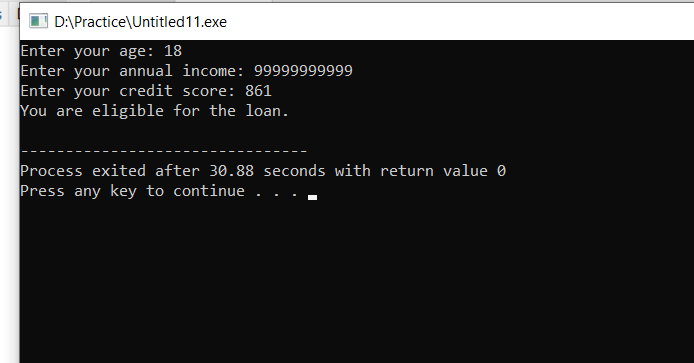 D:\Practice\Untitled11.exe
Enter your age: 18
Enter your annual income: 99999999999
Enter your credit score: 861
You are eligible for the loan.
--------------------------------
Process exited after 30.88 seconds with return value 0
Press any key to continue . . .